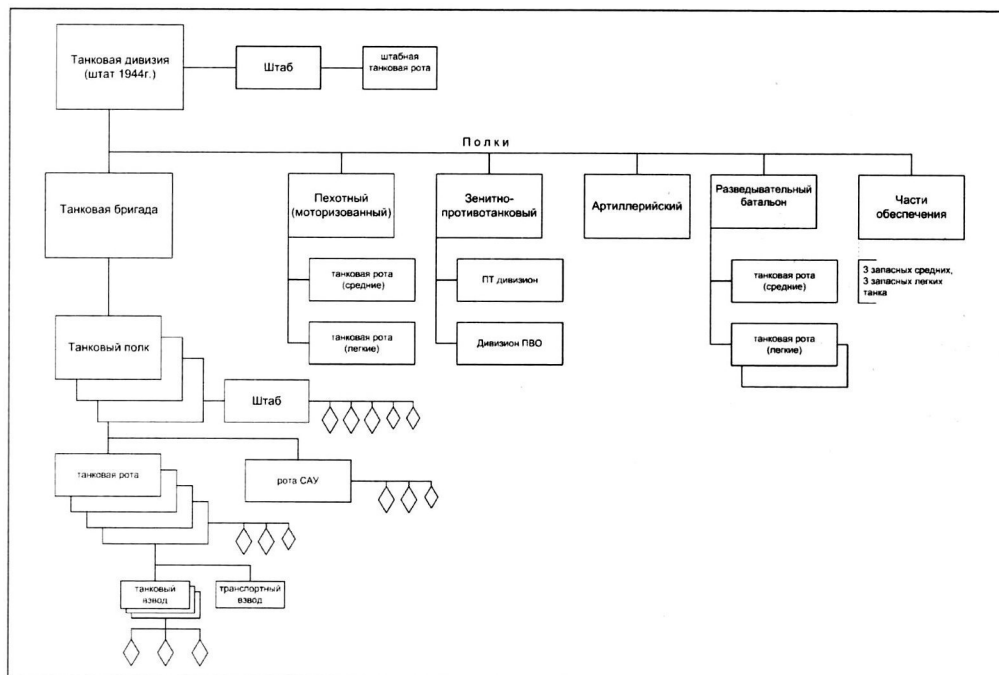 Танковая дивизия
(штат 1944г.)
Штаб
штабная
танковая рота
Полки
Танковая бригада
Пехотный
(моторизованный)
Зенитно-
противотанковый
Артиллерийский
Разведывательный
батальон
Части
обеспечения
танковая рота
(средние)
ПТ дивизион
танковая рота
(средние)
3 запасных средних,
3 запасных легких
танка
Танковый полк
танковая рота
(легкие)
Дивизион ПВО
танковая рота
(легкие)
Штаб
танковая рота
рота САУ
танковый
взвод
транспортный
взвод